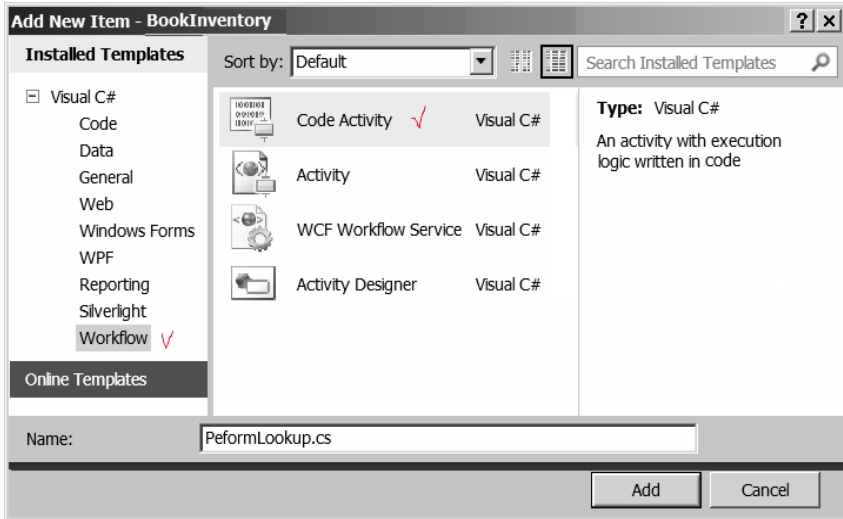 Add New Item - BookInventory
? ×
Installed Templates
Sort by: Default
Search Installed Templates
Visual C#
Code
Data
General
Web
Windows Forms
WPF
Reporting
Silverlight
Workflow
Online Templates
Code Activity Visual C#
Activity Visual C#
WCF Workflow Service Visual C#
Activity Designer Visual C#
Type: Visual C#
An activity with execution
logic written in code
Name: PeformLookup.cs
Add Cancel